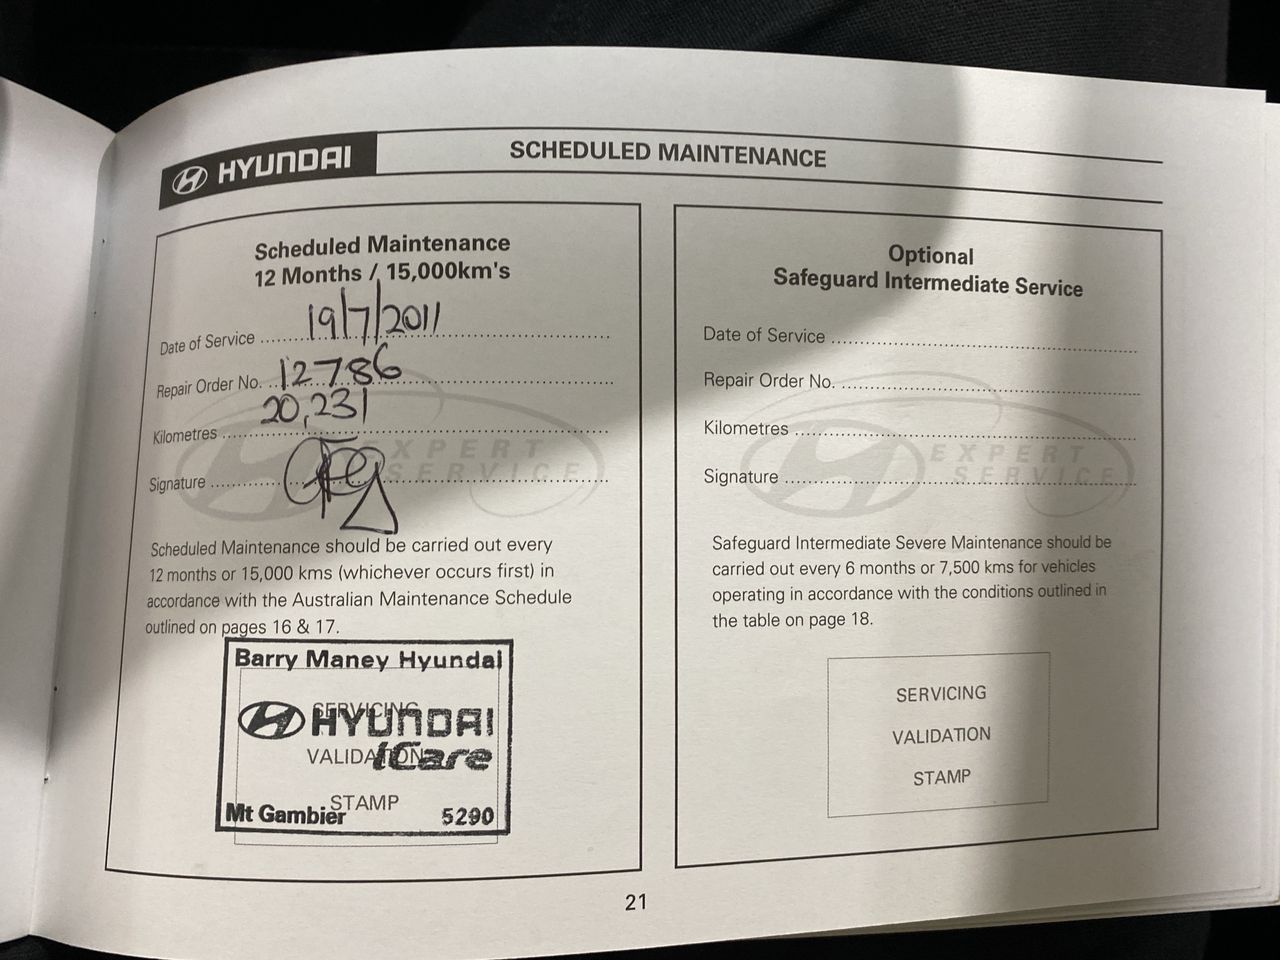 HYUNDAI
SCHEDULED MAINTENANCE
Scheduled Maintenance
12 Months / 15,000km's
Date of Service 19/7/2011
Repair Order No. 12786
Kilometres 20,231
EXPERT
SERVICE
Signature
Scheduled Maintenance should be carried out every
12 months or 15,000 kms (whichever occurs first) in
accordance with the Australian Maintenance Schedule
outlined on pages 16 & 17.
Barry Maney Hyundai
SERVICING
HYUNDAI
VALIDATION
iCare
STAMP
Mt Gambier 5290
Optional
Safeguard Intermediate Service
Date of Service
Repair Order No.
Kilometres
EXPERT
SERVICE
Signature
Safeguard Intermediate Severe Maintenance should be
carried out every 6 months or 7,500 kms for vehicles
operating in accordance with the conditions outlined in
the table on page 18.
SERVICING
VALIDATION
STAMP
21